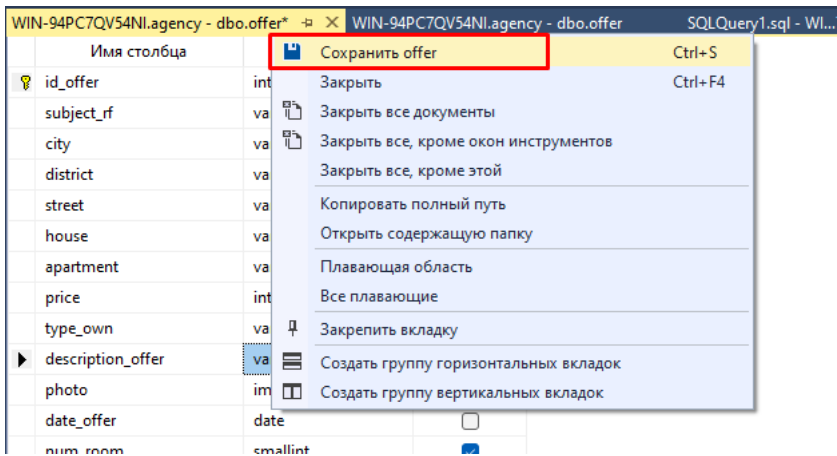 WIN-94PC7QV54NI.agency - dbo.offer* WIN-94PC7QV54NI.agency - dbo.offer SQLQuery1.sql - WI...
Имя столбца
Сохранить offer Ctrl+S
id_offer int Закрыть Ctrl+F4
subject_rf va Закрыть все документы
city va Закрыть все, кроме окон инструментов
district va Закрыть все, кроме этой
street va Копировать полный путь
house va Открыть содержащую папку
apartment va Плавающая область
price int Все плавающие
type_own va Закрепить вкладку
description_offer va Создать группу горизонтальных вкладок
photo im Создать группу вертикальных вкладок
date_offer date
num_room smallint